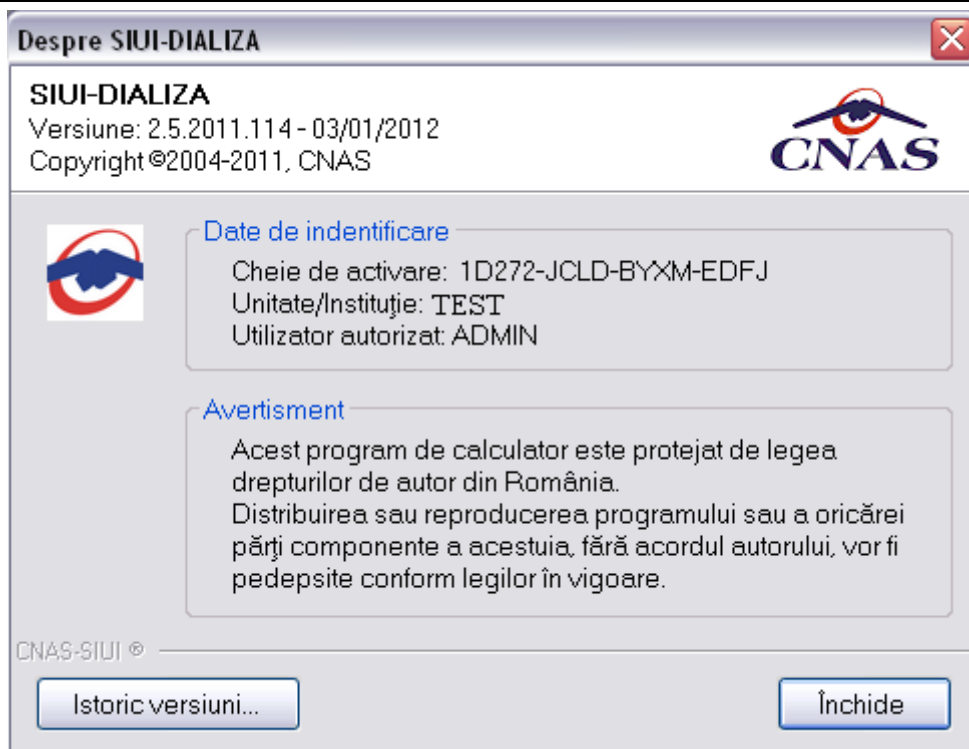 Despre SIUI-DIALIZA
SIUI-DIALIZA
Versiune: 2.5.2011.114 - 03/01/2012
Copyright ©2004-2011, CNAS
CNAS
Date de indentificare
Cheie de activare: 1D272-JCLD-BYXM-EDFJ
Unitate/Instituţie: TEST
Utilizator autorizat: ADMIN
Avertisment
Acest program de calculator este protejat de legea
drepturilor de autor din România.
Distribuirea sau reproducerea programului sau a oricărei
părţi componente a acestuia, fără acordul autorului, vor fi
pedepsite conform legilor în vigoare.
CNAS-SIUI ®
Istoric versiuni...
Închide